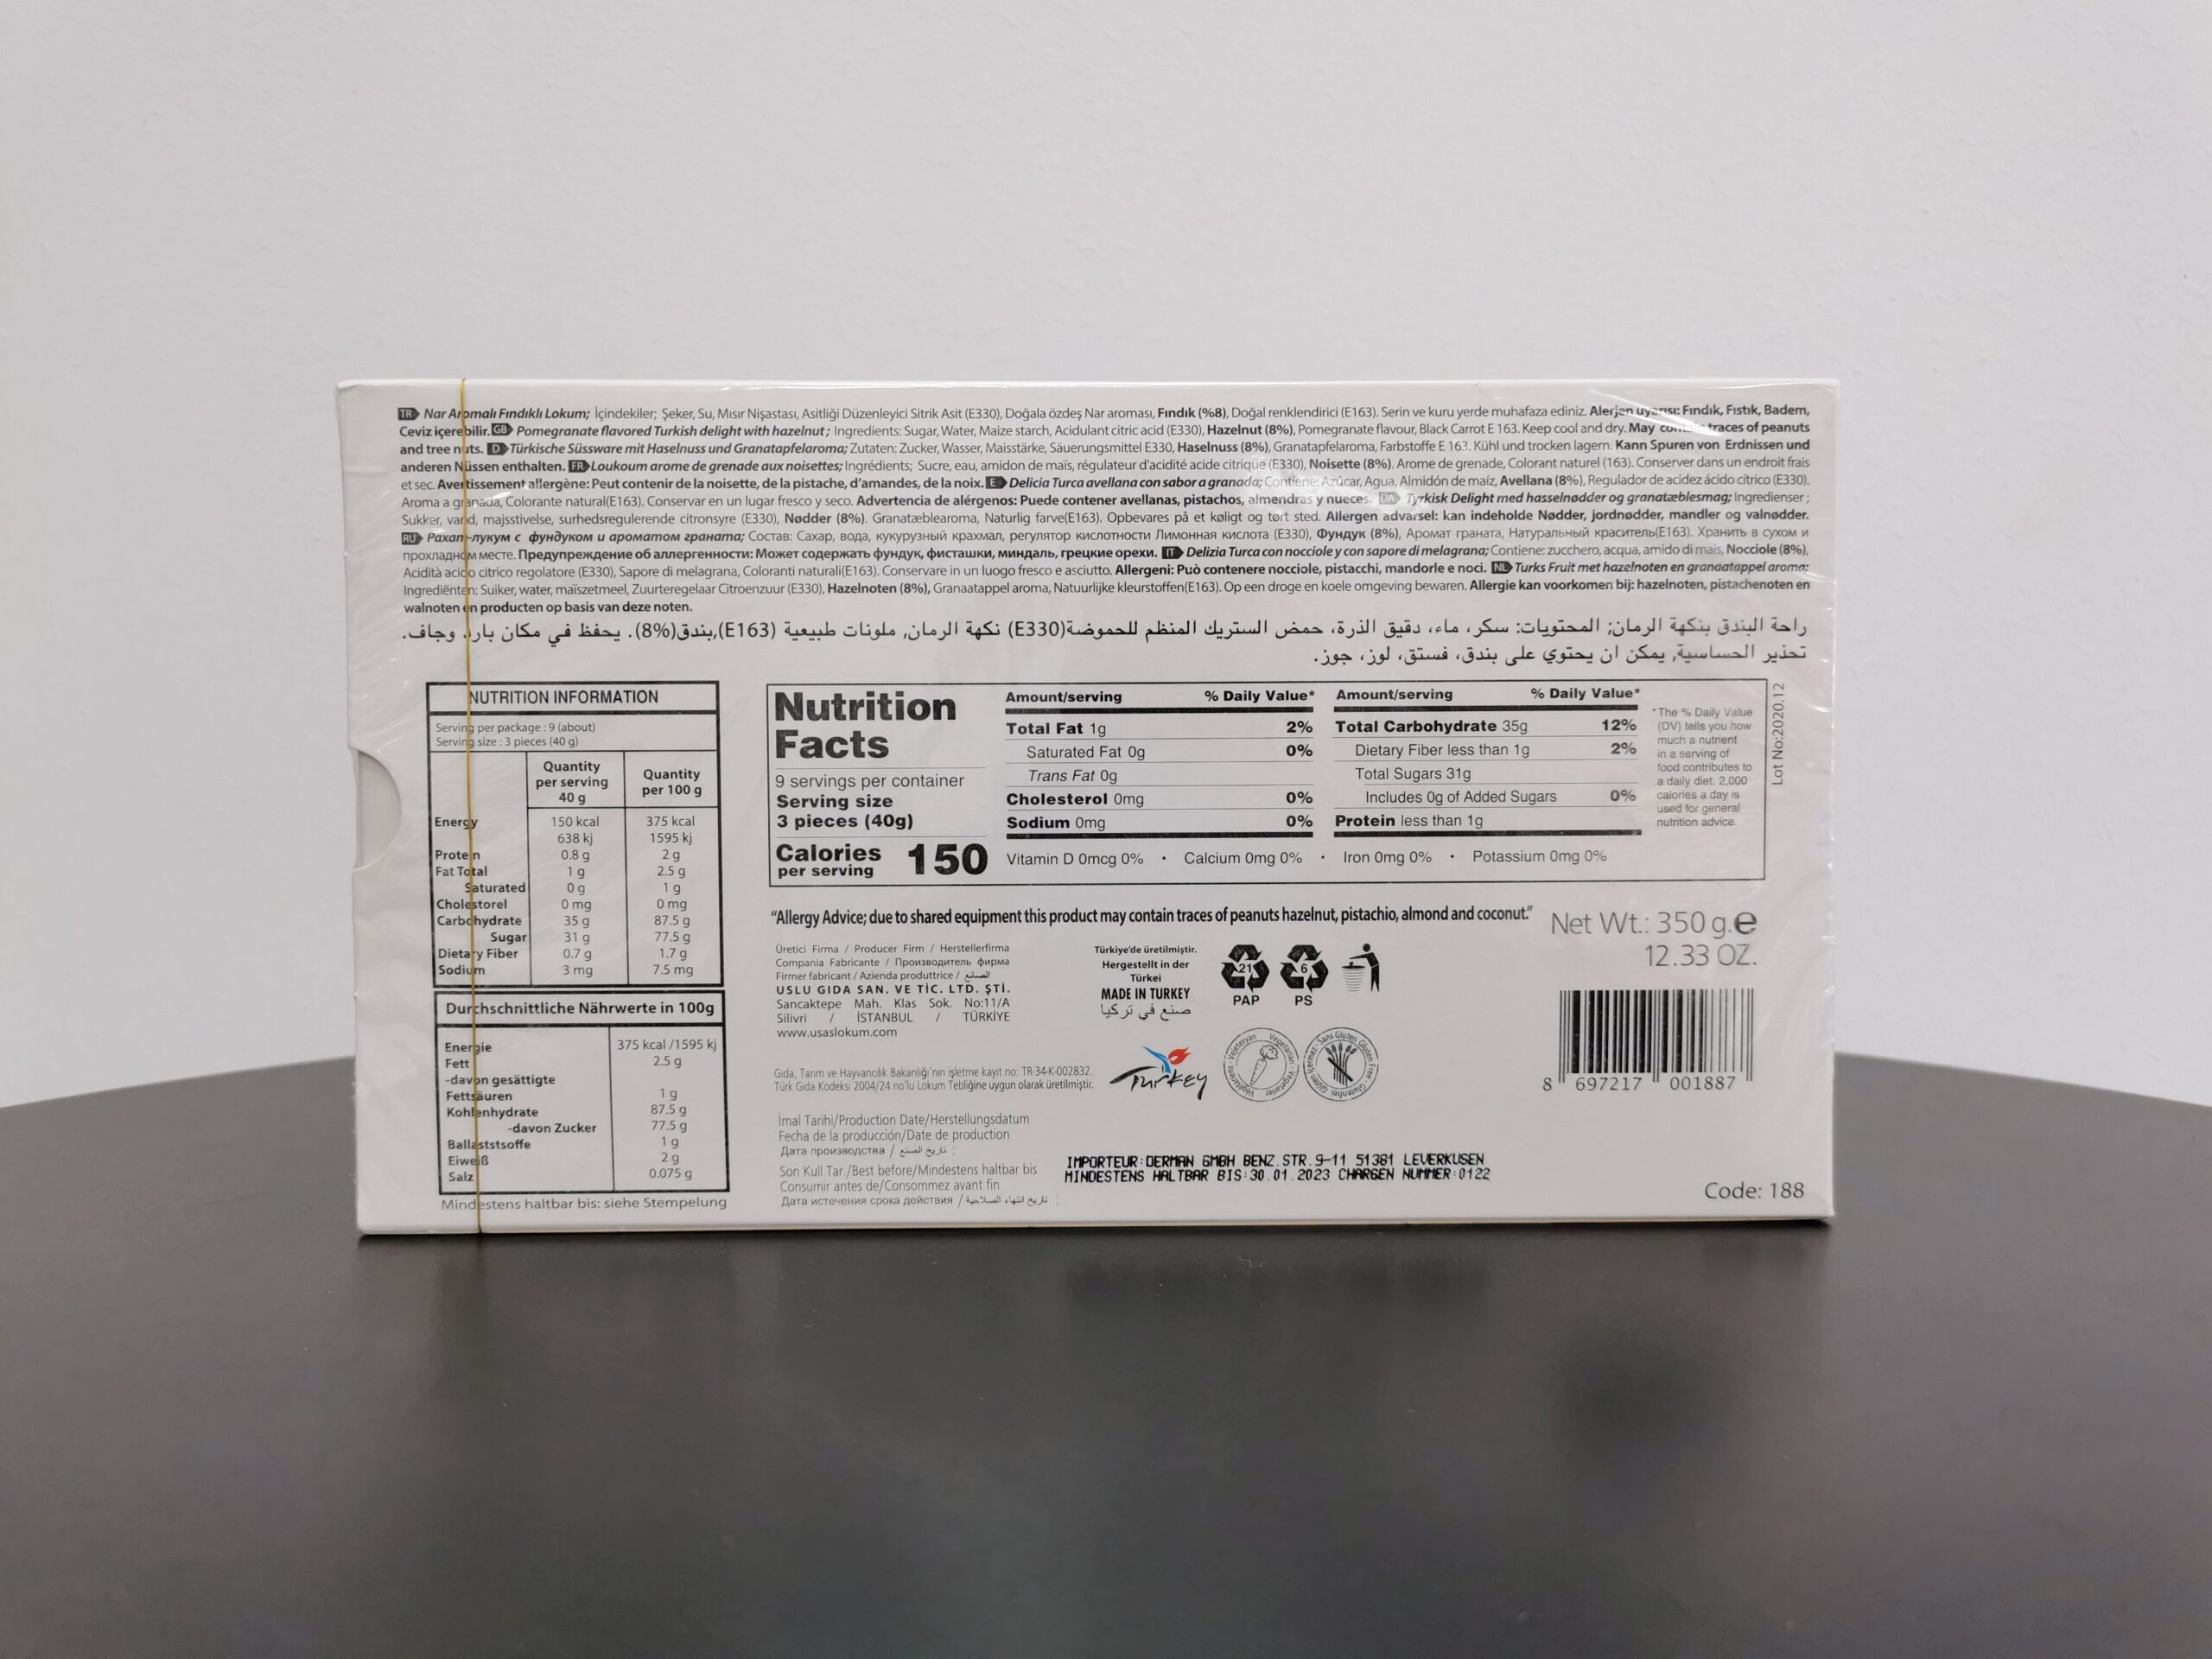 TR Nar Aromalı Fındıklı Lokum; İçindekiler; Şeker, Su, Mısır Nişastası, Asitliği Düzenleyici Sitrik Asit (E330), Doğala özdeş Nar aroması, Fındık (%8), Doğal renklendirici (E163). Serin ve kuru yerde muhafaza ediniz. Alerjen uyarısı: Fındık, Fıstık, Badem,
Ceviz içerebilir. GB Pomegranate flavored Turkish delight with hazelnut; Ingredients: Sugar, Water, Maize starch, Acidulant citric acid (E330), Hazelnut (8%), Pomegranate flavour, Black Carrot E 163. Keep cool and dry. May contain traces of peanuts
and tree nuts. D Türkische Süssware mit Haselnuss und Granatapfelaroma; Zutaten: Zucker, Wasser, Maisstärke, Säuerungsmittel E330, Haselnuss (8%), Granatapfelaroma, Farbstoffe E 163. Kühl und trocken lagern. Kann Spuren von Erdnissen und
anderen Nüssen enthalten. FR Loukoum arome de grenade aux noisettes; Ingrédients; Sucre, eau, amidon de maïs, régulateur d'acidité acide citrique (E330), Noisette (8%). Arome de grenade, Colorant naturel (163). Conserver dans un endroit frais
et sec. Avertissement allergène: Peut contenir de la noisette, de la pistache, d'amandes, de la noix. E Delicia Turca avellana con sabor a granada; Contiene: Azúcar, Agua, Almidón de maíz, Avellana (8%), Regulador de acidez ácido cítrico (E330).
Aroma a granada, Colorante natural(E163). Conservar en un lugar fresco y seco. Advertencia de alérgenos: Puede contener avellanas, pistachos, almendras y nueces. DA Tyrkisk Delight med hasselnødder og granatæblesmag; Ingredienser;
Sukker, vand, majsstivelse, surhedsregulerende citronsyre (E330), Nødder (8%). Granatæblearoma, Naturlig farve(E163). Opbevares på et køligt og tørt sted. Allergen advarsel: kan indeholde Nødder, jordnødder, mandler og valnødder.
RU Рахат-лукум с фундуком и ароматом граната; Состав: Сахар, вода, кукурузный крахмал, регулятор кислотности Лимонная кислота (E330), Фундук (8%), Аромат граната, Натуральный краситель(E163). Хранить в сухом и
прохладном месте. Предупреждение об аллергенности: Может содержать фундук, фисташки, миндаль, грецкие орехи. IT Delizia Turca con nocciole y con sapore di melagrana; Contiene: zucchero, acqua, amido di mais, Nocciole (8%),
Acidità acido citrico regolatore (E330), Sapore di melagrana, Coloranti naturali(E163). Conservare in un luogo fresco e asciutto. Allergeni: Può contenere nocciole, pistacchi, mandorle e noci. NL Turks Fruit met hazelnoten en granaatappel aroma:
Ingrediënten: Suiker, water, maïszetmeel, Zuurteregelaar Citroenzuur (E330), Hazelnoten (8%), Granaatappel aroma, Natuurlijke kleurstoffen(E163). Op een droge en koele omgeving bewaren. Allergie kan voorkomen bij: hazelnoten, pistachenoten en
walnoten en producten op basis van deze noten.
راحة البندق بنكهة الرمان; المحتويات: سكر، ماء، دقيق الذرة، حمض الستريك المنظم للحموضة(E330) نكهة الرمان, ملونات طبيعية (E163),بندق(8%). يحفظ في مكان بارد وجاف.
تحذير الحساسية, يمكن ان يحتوي على بندق، فستق، لوز، جوز.
NUTRITION INFORMATION
Serving per package : 9 (about)
Serving size : 3 pieces (40 g)
Quantity per serving 40 g Quantity per 100 g
Energy 150 kcal 375 kcal
638 kj 1595 kj
Protein 0.8 g 2 g
Fat Total 1 g 2.5 g
Saturated 0 g 1 g
Cholestorel 0 mg 0 mg
Carbohydrate 35 g 87.5 g
Sugar 31 g 77.5 g
Dietary Fiber 0.7 g 1.7 g
Sodium 3 mg 7.5 mg
Durchschnittliche Nährwerte in 100g
Energie 375 kcal /1595 kj
Fett 2.5 g
-davon gesättigte
Fettsäuren 1 g
Kohlenhydrate 87.5 g
-davon Zucker 77.5 g
Ballaststsoffe 1 g
Eiweiß 2 g
Salz 0.075 g
Mindestens haltbar bis: siehe Stempelung
Nutrition
Facts
9 servings per container
Serving size
3 pieces (40g)
Calories
per serving 150
Amount/serving % Daily Value*
Total Fat 1g 2%
Saturated Fat 0g 0%
Trans Fat 0g
Cholesterol 0mg 0%
Sodium 0mg 0%
Amount/serving % Daily Value*
Total Carbohydrate 35g 12%
Dietary Fiber less than 1g 2%
Total Sugars 31g
Includes 0g of Added Sugars 0%
Protein less than 1g
Vitamin D 0mcg 0% · Calcium 0mg 0% · Iron 0mg 0% · Potassium 0mg 0%
*The % Daily Value
(DV) tells you how
much a nutrient
in a serving of
food contributes to
a daily diet. 2,000
calories a day is
used for general
nutrition advice.
Lot No:2020.12
"Allergy Advice; due to shared equipment this product may contain traces of peanuts hazelnut, pistachio, almond and coconut."
Net Wt.: 350 g.e
12.33 OZ.
Üretici Firma / Producer Firm / Herstellerfirma
Compania Fabricante / Производитель фирма
Firmer fabricant / Azienda produttrice / الصانع
USLU GIDA SAN. VE TİC. LTD. ŞTİ.
Sancaktepe Mah. Klas Sok. No:11/A
Silivri / İSTANBUL / TÜRKİYE
www.usaslokum.com
Türkiye'de üretilmiştir.
Hergestellt in der
Türkei
MADE IN TURKEY
صنع في تركيا
21 PAP
6 PS
Gıda, Tarım ve Hayvancılık Bakanlığı'nın işletme kayıt no: TR-34-K-002832.
Türk Gıda Kodeksi 2004/24 no'lu Lokum Tebliğine uygun olarak üretilmiştir.
Turkey
Vejeteryan - Vegetarian - Vegetarier
Sans Gluten - Gluten Free - Glutenfrei
İmal Tarihi/Production Date/Herstellungsdatum
Fecha de la producción/Date de production
Дата производства / تاريخ الصنع :
Son Kull.Tar./Best before/Mindestens haltbar bis
Consumir antes de/Consommez avant fin
Дата истечения срока действия / تاريخ انتهاء الصلاحية :
IMPORTEUR:DERMAN GMBH BENZ.STR.9-11 51381 LEVERKUSEN
MINDESTENS HALTBAR BIS:30.01.2023 CHARGEN NUMMER:0122
8 697217 001887
Code: 188